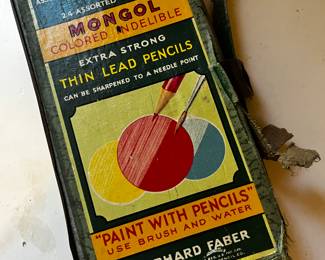 24 ASSORTED
MONGOL
COLORED INDELIBLE
EXTRA STRONG
THIN LEAD PENCILS
CAN BE SHARPENED TO A NEEDLE POINT
"PAINT WITH PENCILS"
USE BRUSH AND WATER
HARD FABER